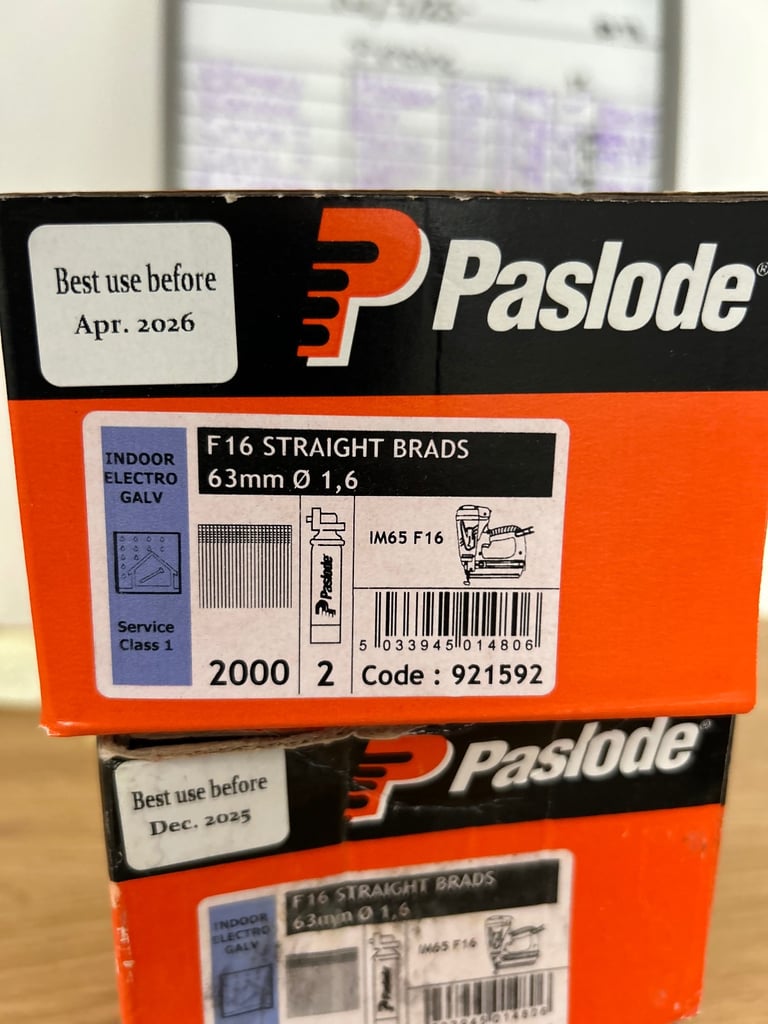 Best use before
Apr. 2026
Paslode®
INDOOR
ELECTRO
GALV
Service
Class 1
F16 STRAIGHT BRADS
63mm Ø 1,6
Paslode
IM65 F16
5 033945 014806
2000
2
Code : 921592
Best use before
Dec. 2025
Paslode®
INDOOR
ELECTRO
GALV
F16 STRAIGHT BRADS
63mm Ø 1,6
Paslode
IM65 F16